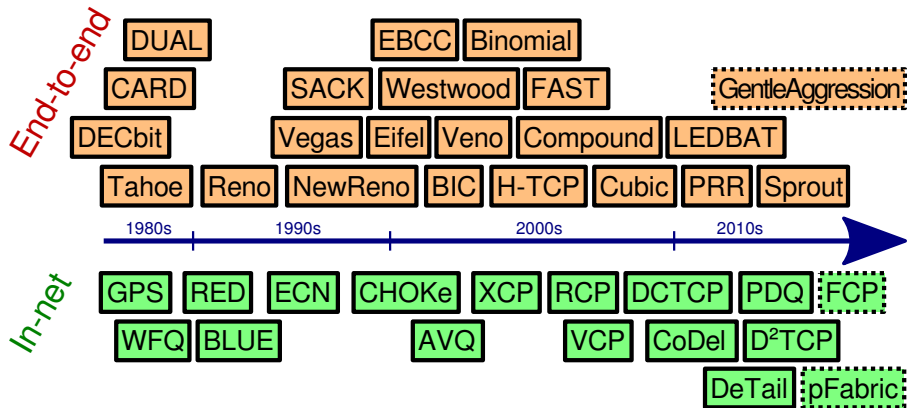 End-to-end
DUAL EBCC Binomial
CARD SACK Westwood FAST GentleAggression
DECbit Vegas Eifel Veno Compound LEDBAT
Tahoe Reno NewReno BIC H-TCP Cubic PRR Sprout
1980s 1990s 2000s 2010s
In-net
GPS RED ECN CHOKe XCP RCP DCTCP PDQ FCP
WFQ BLUE AVQ VCP CoDel D²TCP
DeTail pFabric